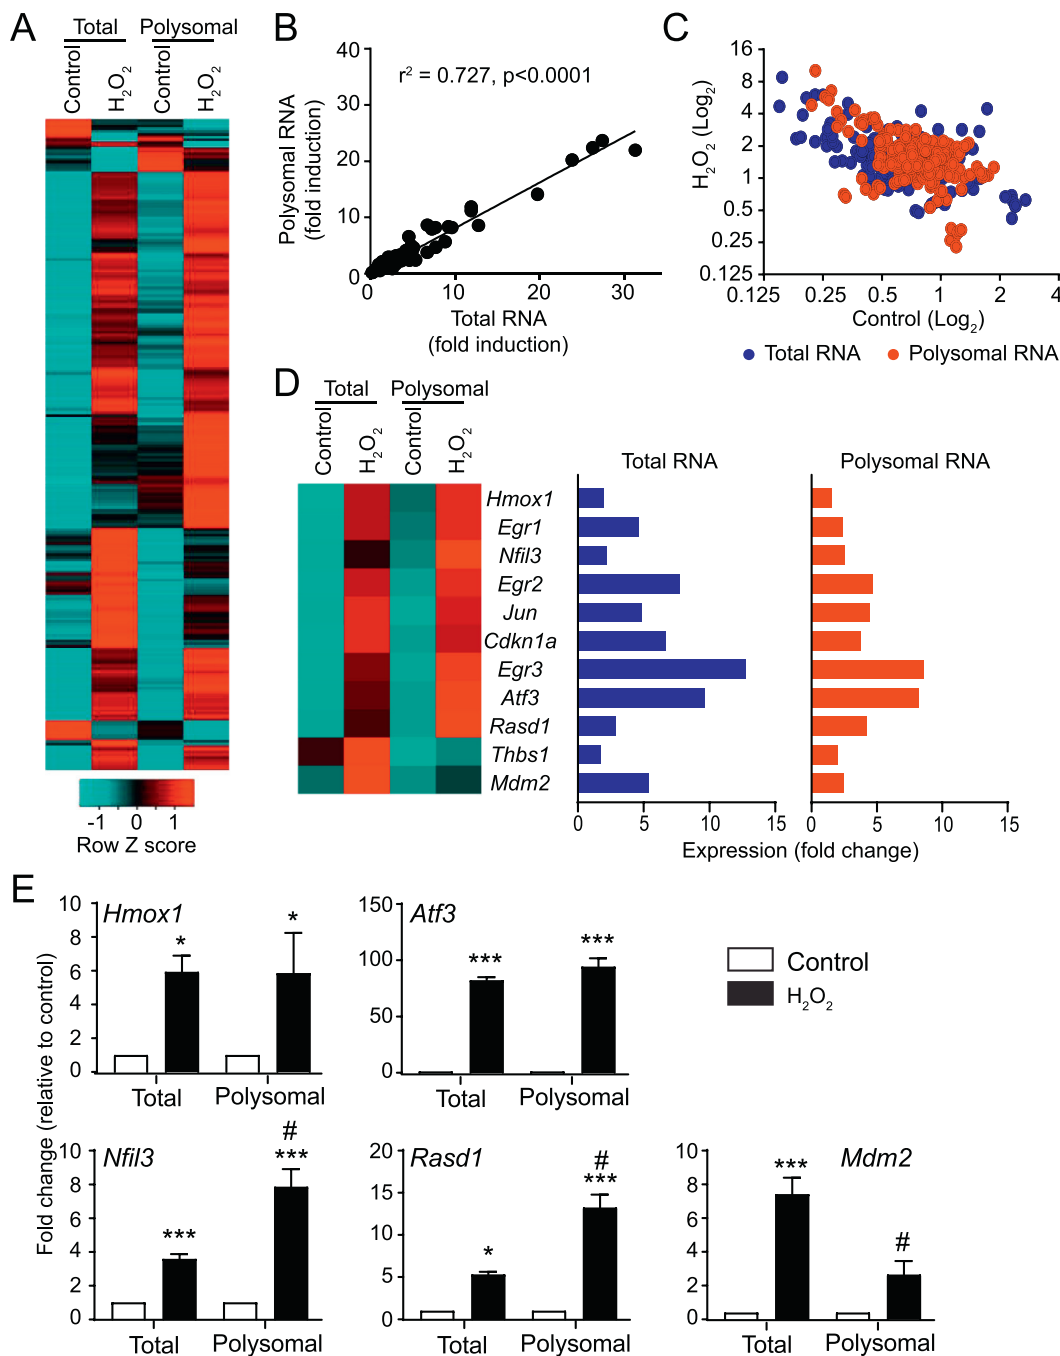 A
Total
Polysomal
Control
H2O2
Control
H2O2
-1 0 1
Row Z score
B
r2 = 0.727, p<0.0001
Polysomal RNA
(fold induction)
40
30
20
10
0
0 10 20 30
Total RNA
(fold induction)
C
H2O2 (Log2)
16
8
4
2
1
0.5
0.25
0.125
0.125 0.25 0.5 1 2 4
Control (Log2)
Total RNA
Polysomal RNA
D
Total
Polysomal
Control
H2O2
Control
H2O2
Hmox1
Egr1
Nfil3
Egr2
Jun
Cdkn1a
Egr3
Atf3
Rasd1
Thbs1
Mdm2
Total RNA
Polysomal RNA
0 5 10 15
0 5 10 15
Expression (fold change)
E
Fold change (relative to control)
Hmox1
10
8
6
4
2
0
*
*
Total
Polysomal
Atf3
150
100
50
0
***
***
Total
Polysomal
Control
H2O2
Nfil3
10
8
6
4
2
0
***
#
***
Total
Polysomal
Rasd1
20
15
10
5
0
*
#
***
Total
Polysomal
Mdm2
10
8
6
4
2
0
***
#
Total
Polysomal